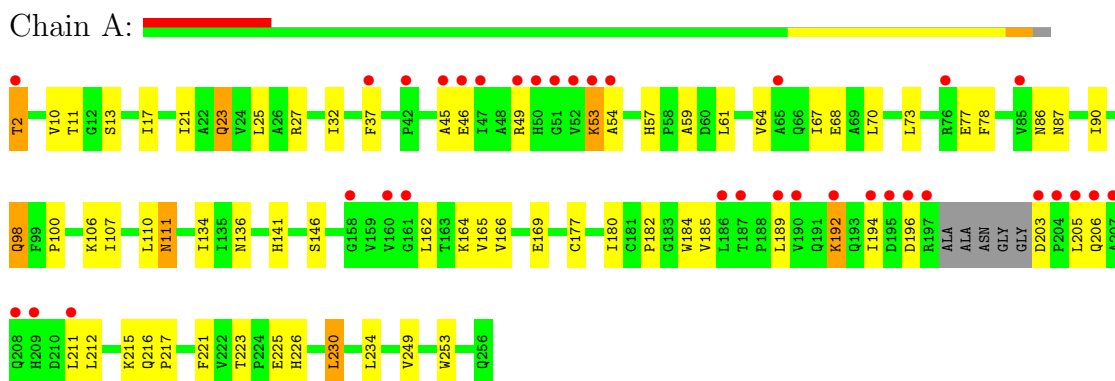 Chain A:
T2 V10 T11 G12 S13 I17 I21 A22 Q23 V24 L25 A26 R27 I32 F37 P42 A45 E46 I47 A48 R49 H50 G51 V52 K53 A54 H57 P58 A59 D60 L61 V64 A65 Q66 I67 E68 A69 L70 L73 R76 E77 F78 V85 N86 N87 I90
Q98 F99 P100 K106 I107 L110 N111 I134 I135 N136 H141 S146 G158 V159 V160 G161 L162 T163 K164 V165 V166 E169 C177 I180 C181 P182 G183 W184 V185 L186 T187 P188 L189 V190 Q191 K192 Q193 I194 D195 D196 R197 ALA ALA ASN GLY GLY D203 P204 L205 Q206 A207
Q208 H209 D210 L211 L212 K215 Q216 P217 F221 V222 T223 P224 E225 H226 L230 L234 V249 W253 Q256